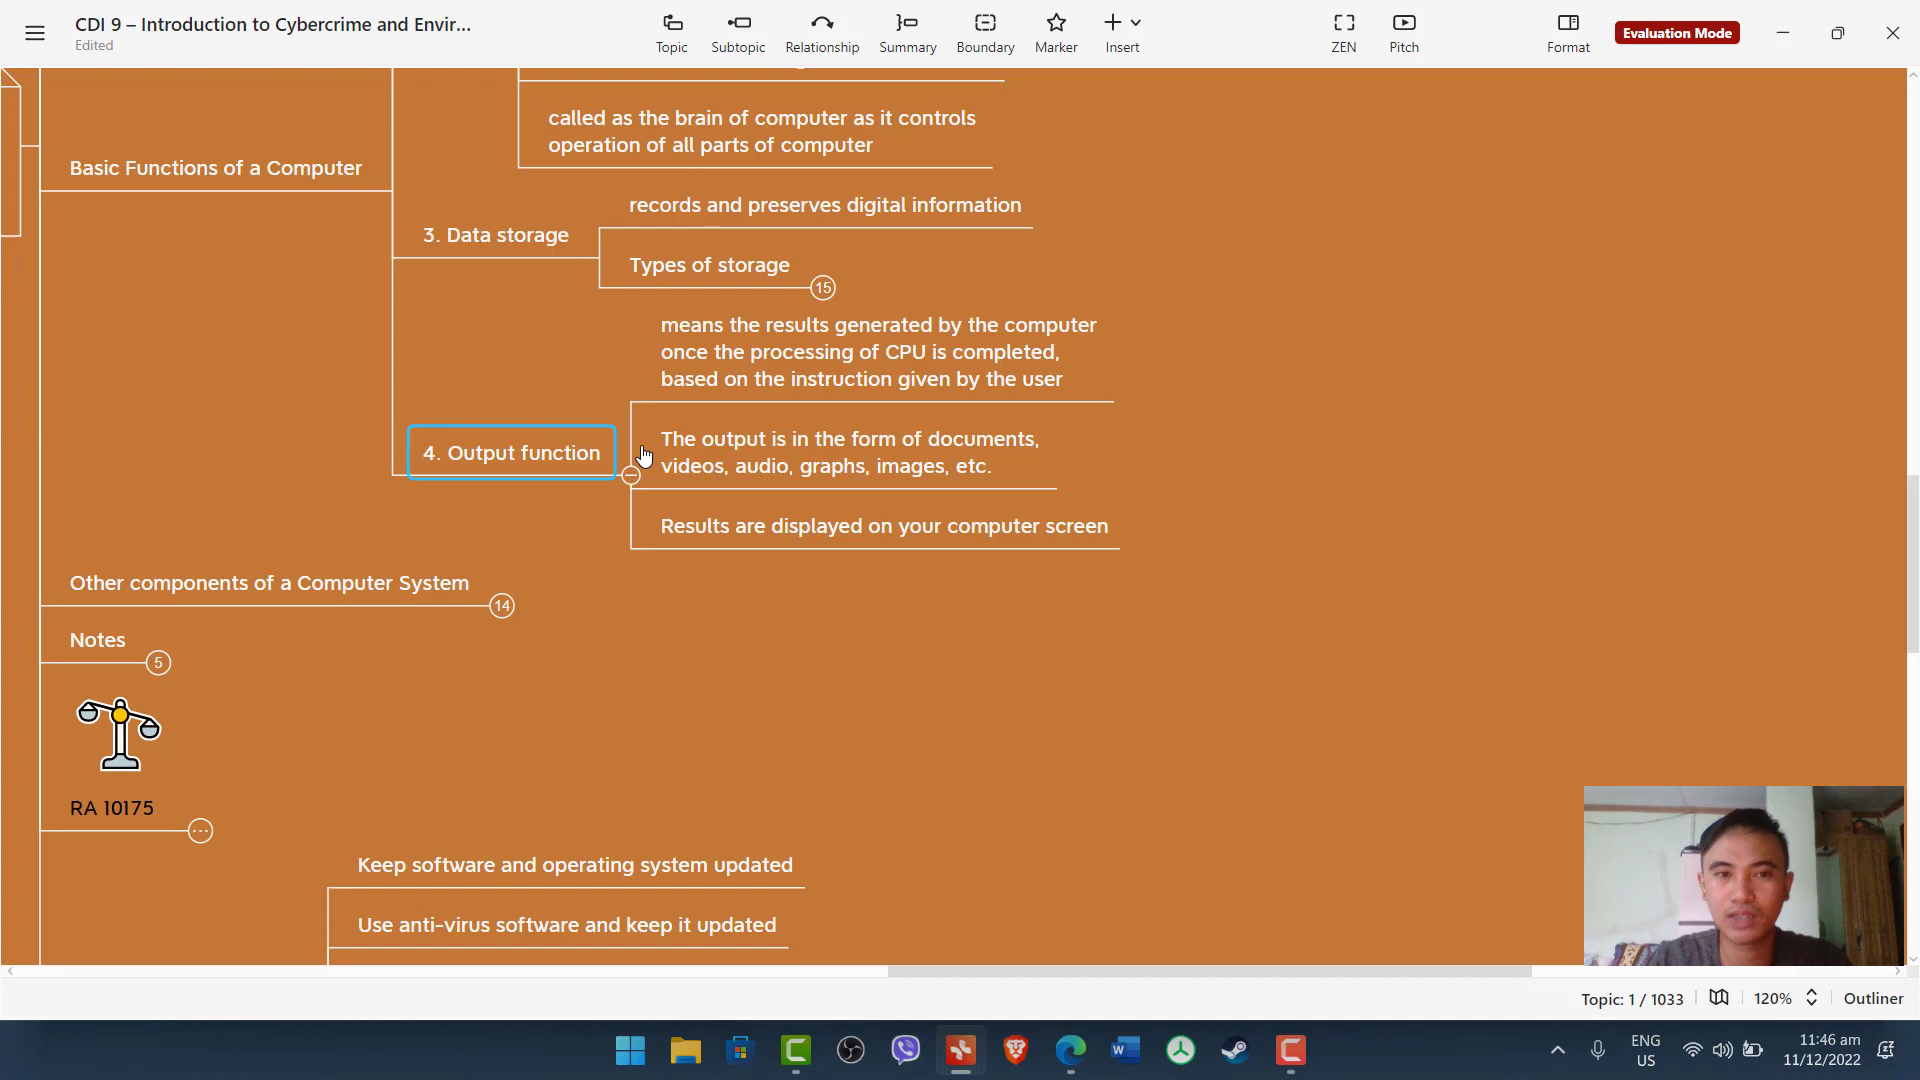 CDI 9 – Introduction to Cybercrime and Envir...
Edited
Topic
Subtopic
Relationship
Summary
Boundary
Marker
Insert
ZEN
Pitch
Format
Evaluation Mode
called as the brain of computer as it controls
operation of all parts of computer
Basic Functions of a Computer
records and preserves digital information
3. Data storage
Types of storage
15
means the results generated by the computer
once the processing of CPU is completed,
based on the instruction given by the user
4. Output function
The output is in the form of documents,
videos, audio, graphs, images, etc.
Results are displayed on your computer screen
Other components of a Computer System
14
Notes
5
RA 10175
Keep software and operating system updated
Use anti-virus software and keep it updated
Topic: 1 / 1033
120%
Outliner
ENG
US
11:46 am
11/12/2022